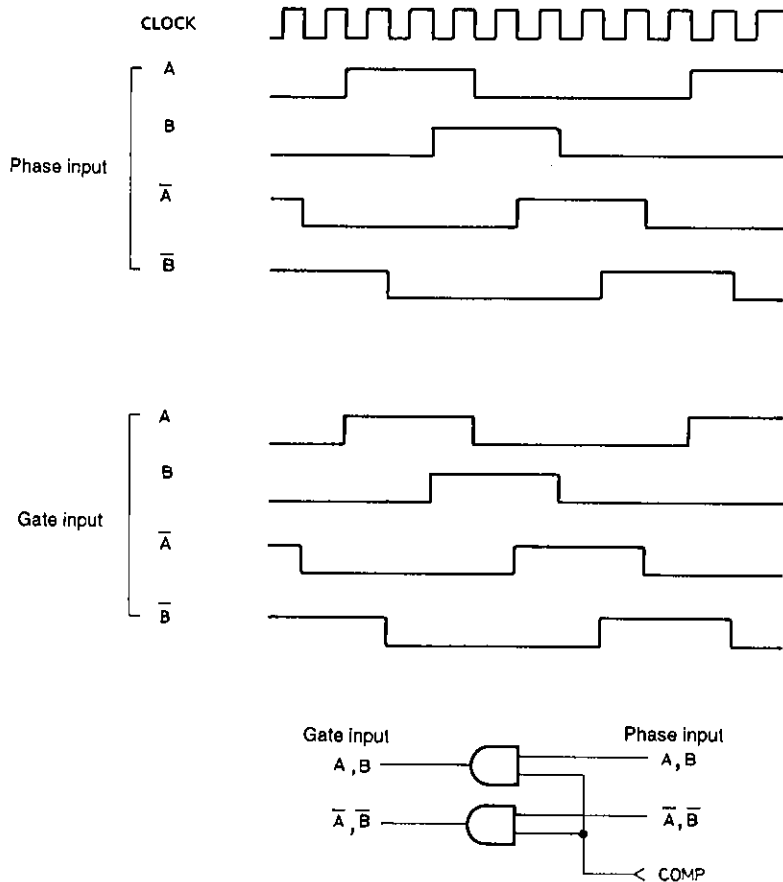 CLOCK
A
B
Phase input
A̅
B̅
A
B
Gate input
A̅
B̅
Gate input Phase input
A , B A, B
A̅ , B̅ A̅, B̅
COMP